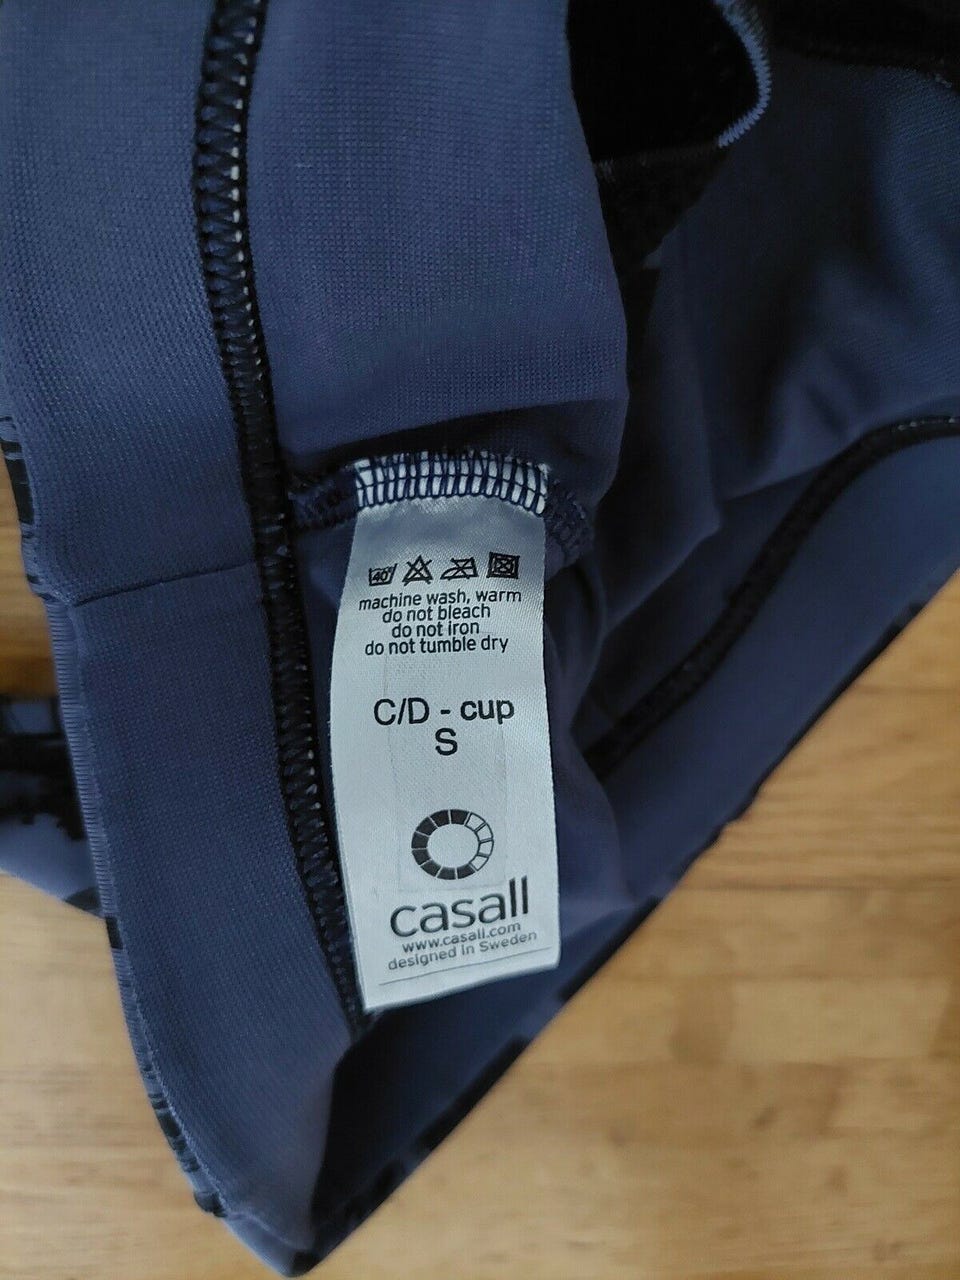 40°
machine wash, warm
do not bleach
do not iron
do not tumble dry
C/D - cup
S
casall
www.casall.com
designed in Sweden